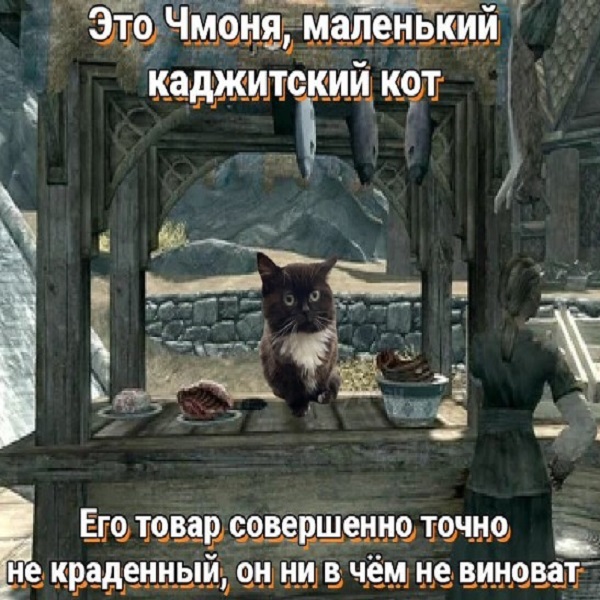 Это Чмоня, маленький
каджитский кот
Его товар совершенно точно
не краденный, он ни в чём не виноват